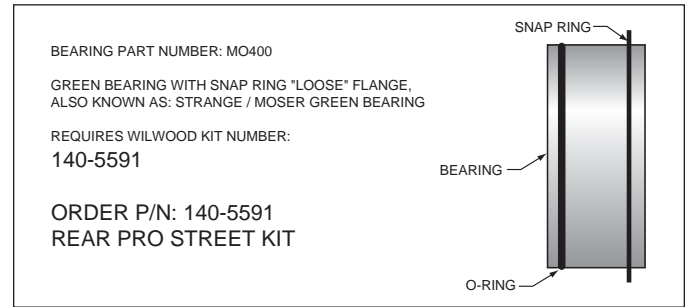 BEARING PART NUMBER: MO400
GREEN BEARING WITH SNAP RING "LOOSE" FLANGE,
ALSO KNOWN AS: STRANGE / MOSER GREEN BEARING
REQUIRES WILWOOD KIT NUMBER:
140-5591
ORDER P/N: 140-5591
REAR PRO STREET KIT
SNAP RING
BEARING
O-RING